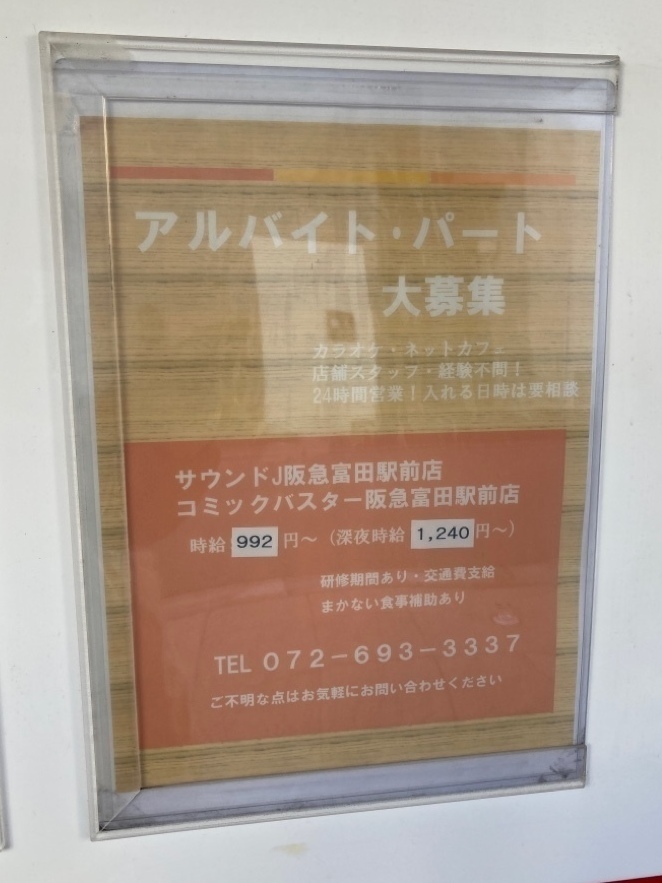 アルバイト・パート
大募集
カラオケ・ネットカフェ
店舗スタッフ・経験不問！
24時間営業！入れる日時は要相談
サウンドJ阪急富田駅前店
コミックバスター阪急富田駅前店
時給 992 円〜（深夜時給 1,240 円〜）
研修期間あり・交通費支給
まかない食事補助あり
TEL 072－693－3337
ご不明な点はお気軽にお問い合わせください